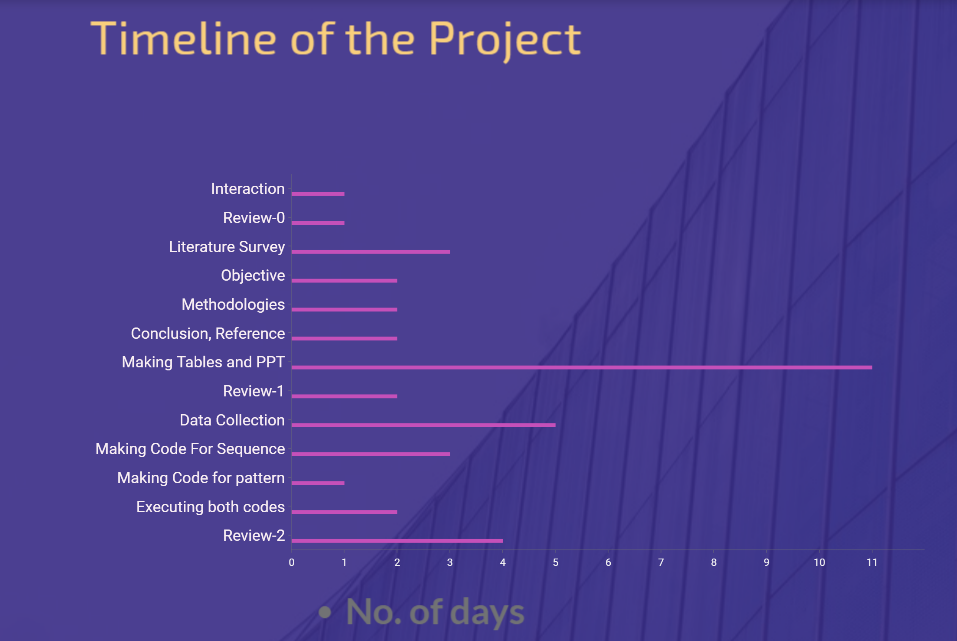 Timeline of the Project
Interaction
Review-0
Literature Survey
Objective
Methodologies
Conclusion, Reference
Making Tables and PPT
Review-1
Data Collection
Making Code For Sequence
Making Code for pattern
Executing both codes
Review-2
0 1 2 3 4 5 6 7 8 9 10 11
• No. of days